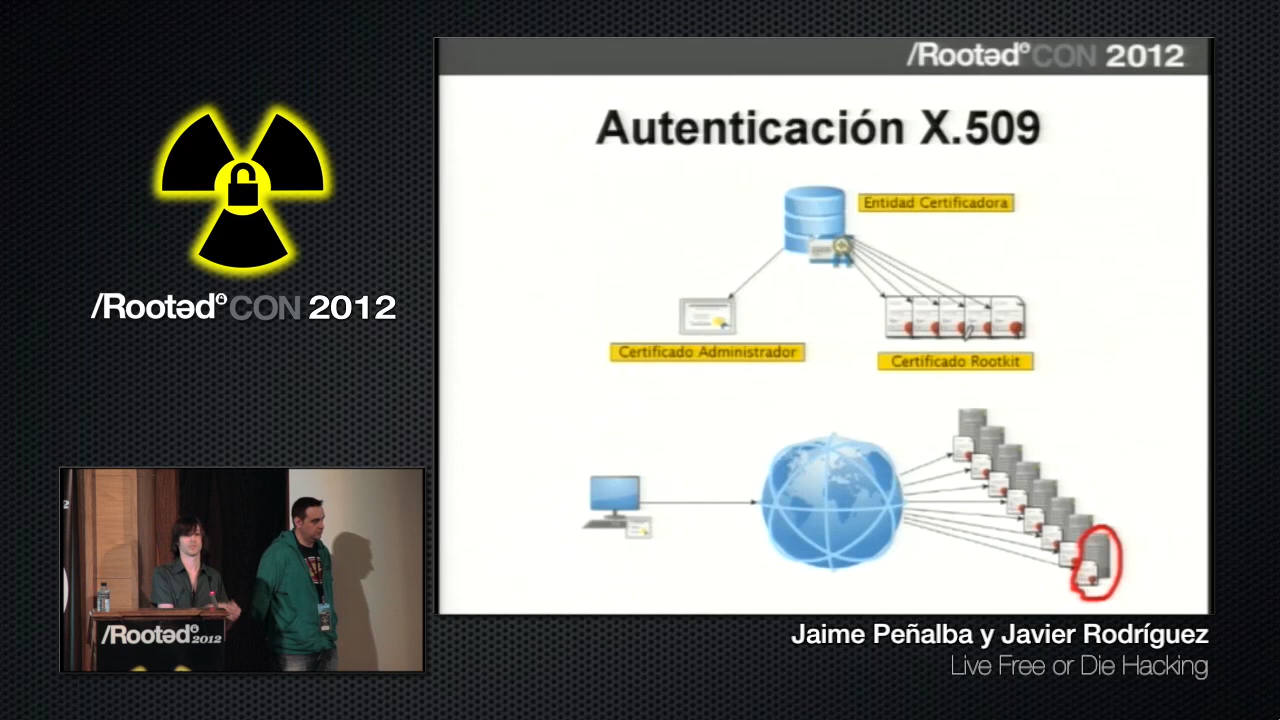 /Rootəd CON 2012
/Rootəd CON 2012
Autenticación X.509
Entidad Certificadora
Certificado Administrador
Certificado Rootkit
/Rootəd 2012
Jaime Peñalba y Javier Rodríguez
Live Free or Die Hacking